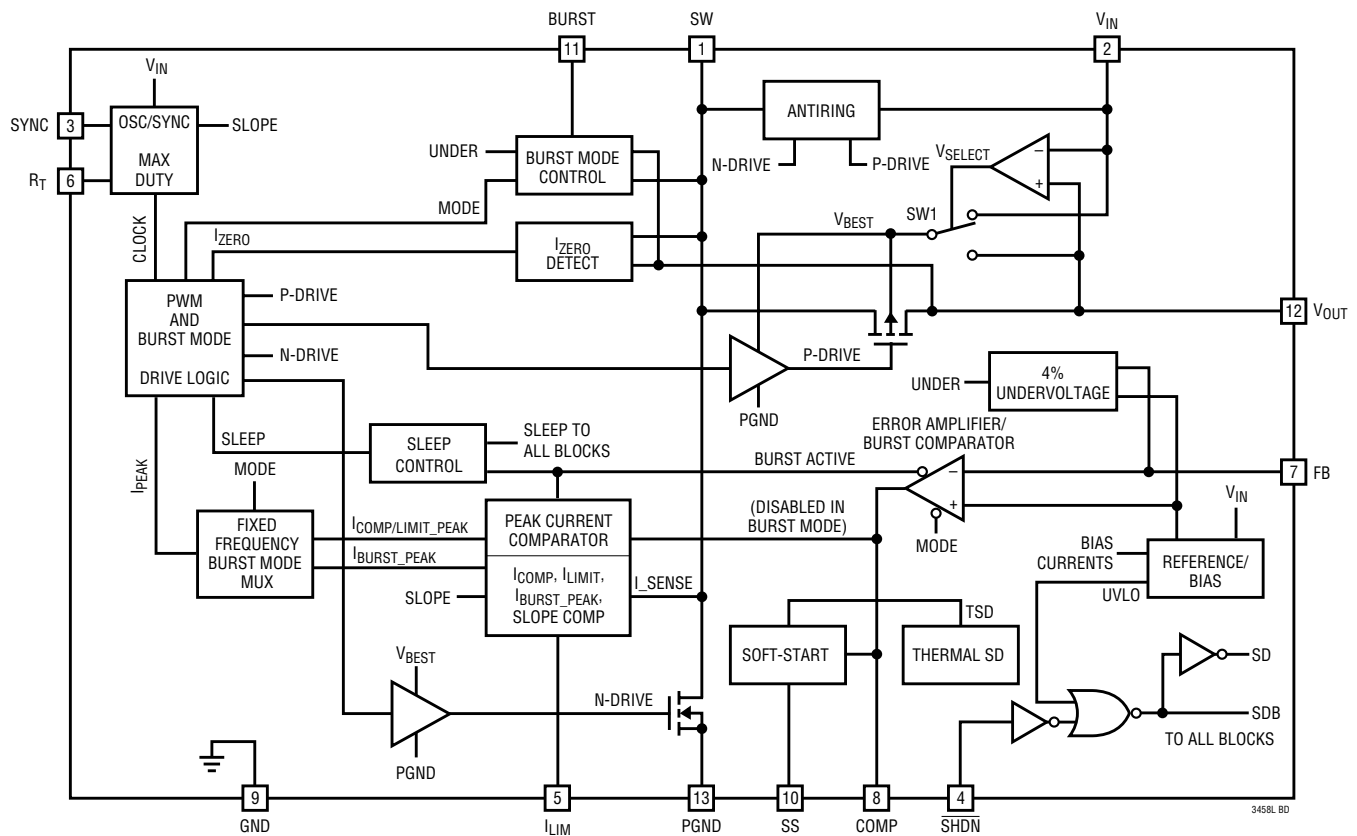 BURST
SW
VIN
11
1
2
VIN
ANTIRING
SYNC
3
OSC/SYNC
SLOPE
MAX
DUTY
RT
6
UNDER
BURST MODE
CONTROL
N-DRIVE
P-DRIVE
VSELECT
–
+
MODE
CLOCK
IZERO
IZERO
DETECT
VBEST
SW1
PWM
AND
BURST MODE
DRIVE LOGIC
P-DRIVE
N-DRIVE
12
VOUT
P-DRIVE
PGND
UNDER
4%
UNDERVOLTAGE
ERROR AMPLIFIER/
BURST COMPARATOR
SLEEP
SLEEP
CONTROL
SLEEP TO
ALL BLOCKS
BURST ACTIVE
–
+
7
FB
IPEAK
MODE
FIXED
FREQUENCY
BURST MODE
MUX
ICOMP/LIMIT_PEAK
IBURST_PEAK
PEAK CURRENT
COMPARATOR
(DISABLED IN
BURST MODE)
MODE
VIN
BIAS
CURRENTS
REFERENCE/
BIAS
UVLO
SLOPE
ICOMP, ILIMIT,
IBURST_PEAK,
SLOPE COMP
I_SENSE
TSD
SOFT-START
THERMAL SD
SD
VBEST
N-DRIVE
PGND
SDB
TO ALL BLOCKS
9
5
13
10
8
4
GND
ILIM
PGND
SS
COMP
SHDN
3458L BD